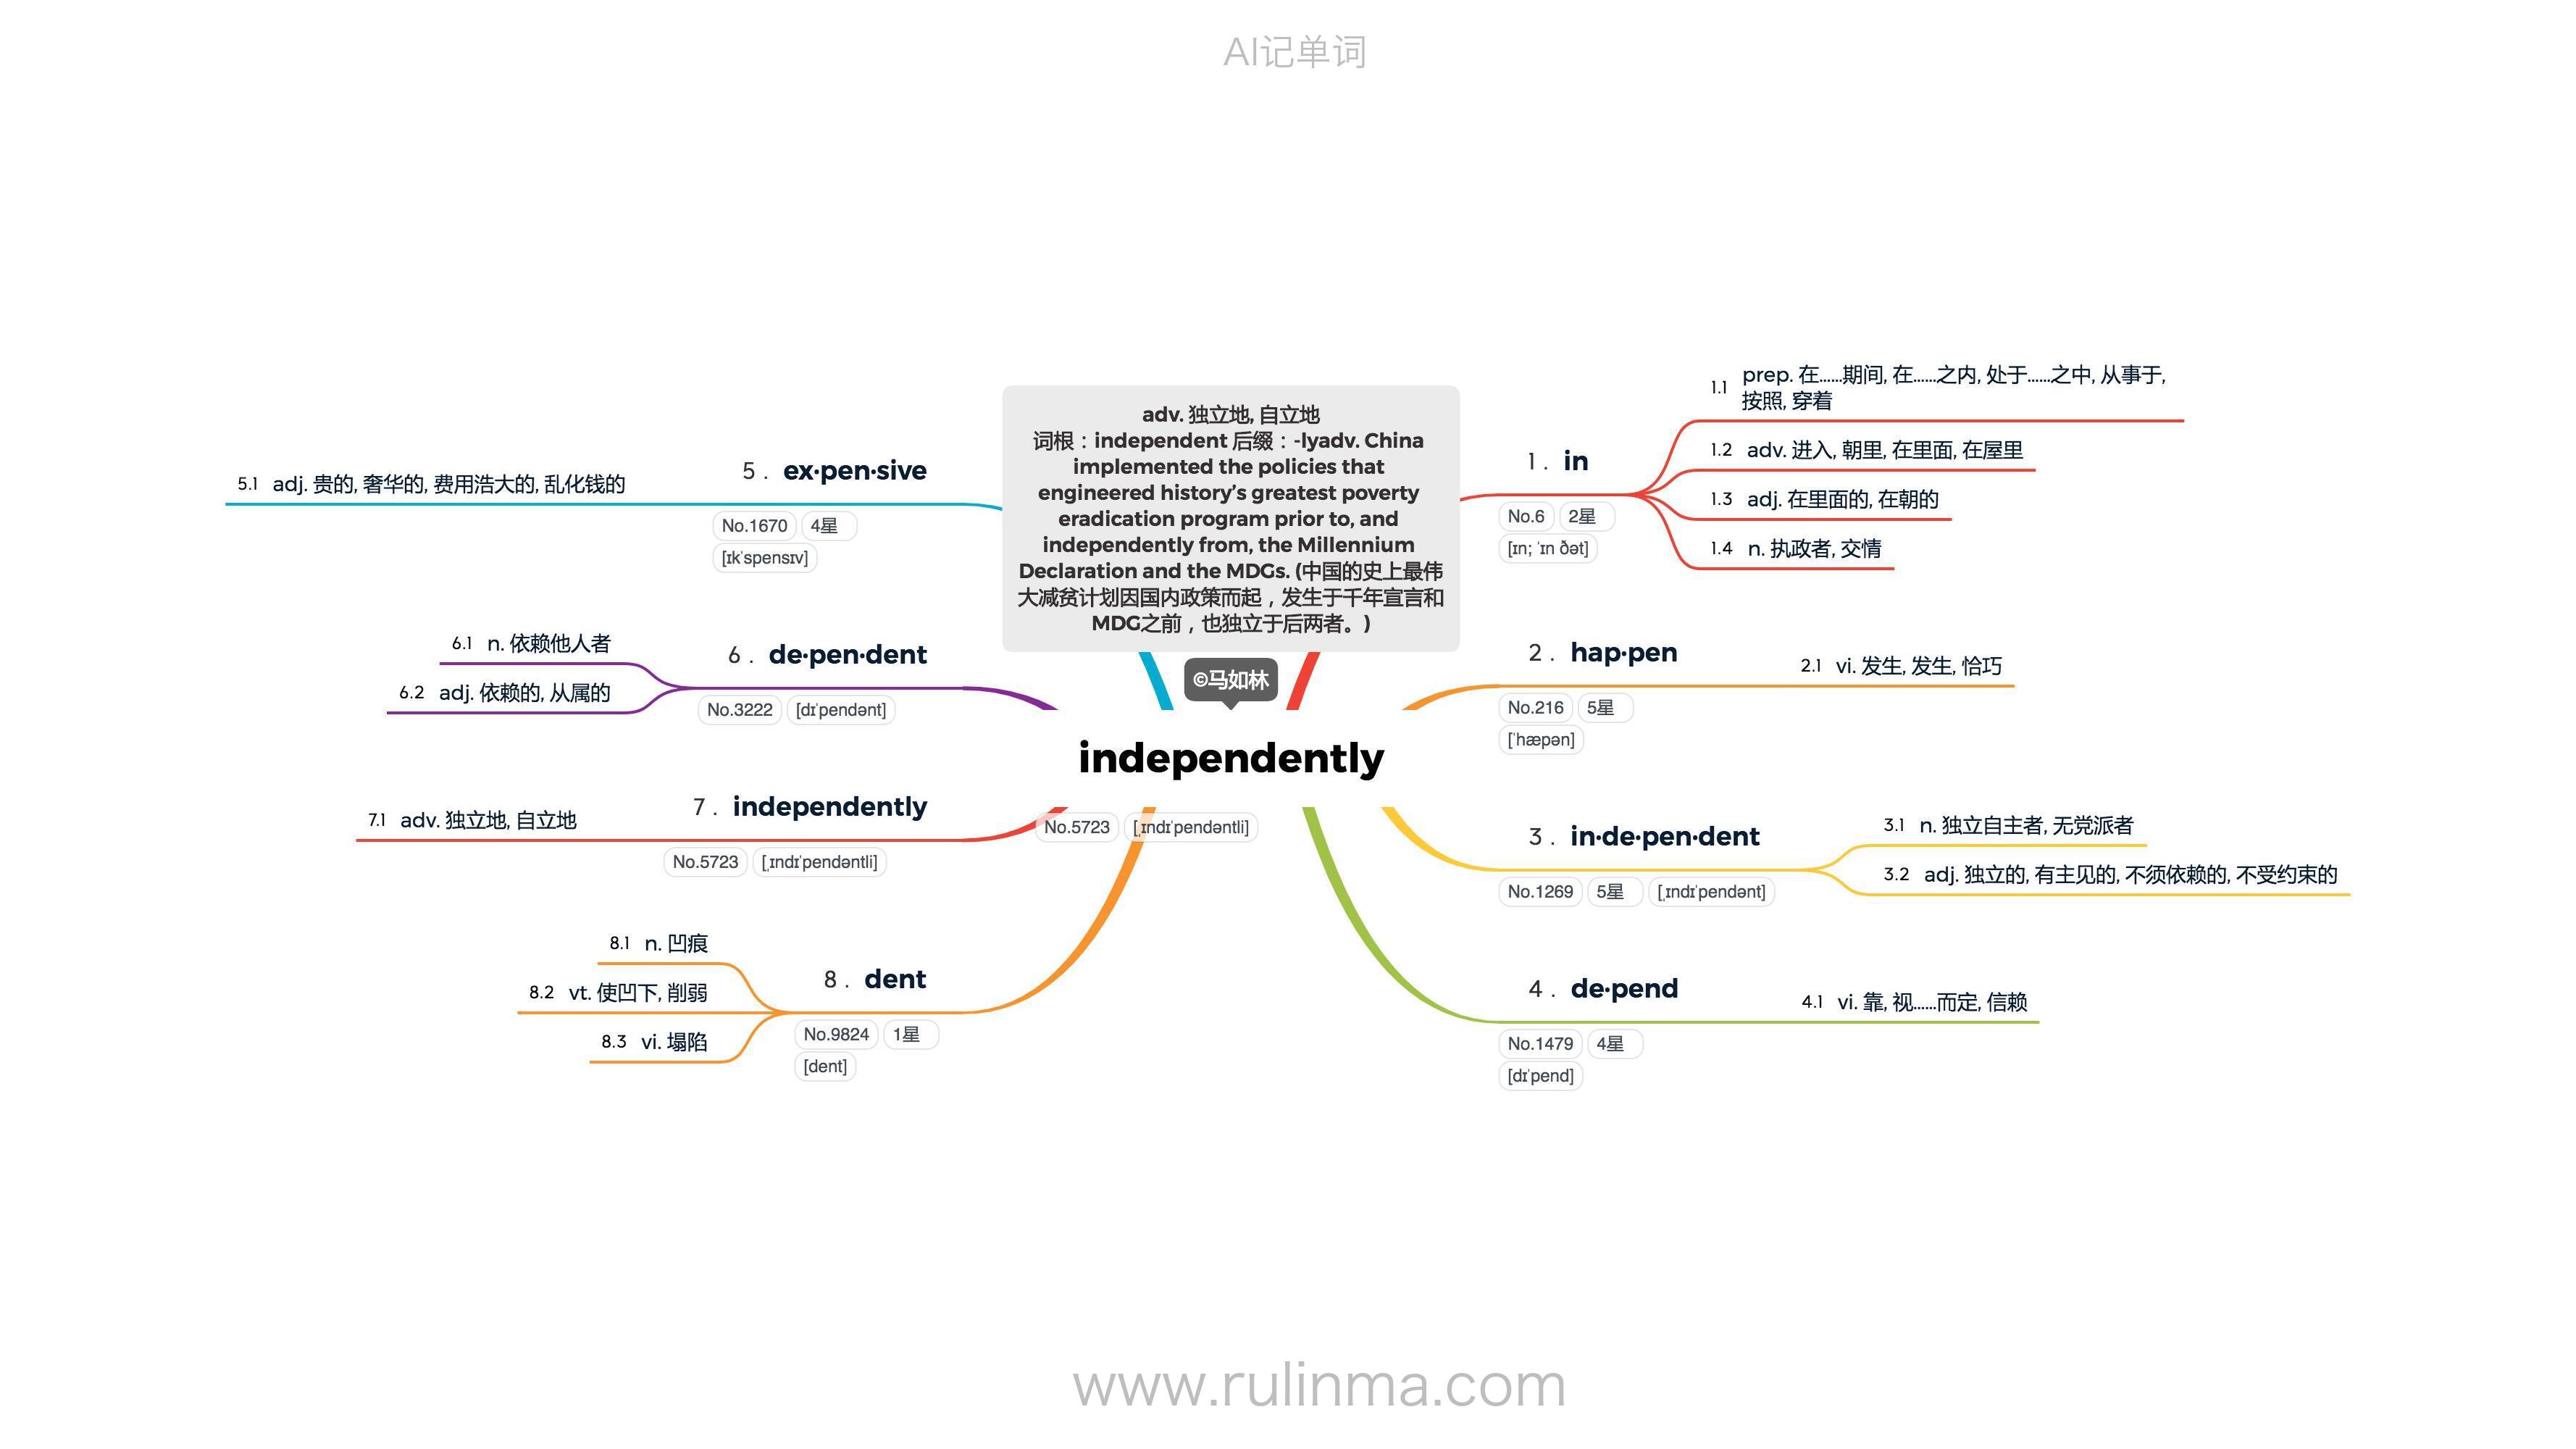 AI记单词
adv. 独立地, 自立地
词根：independent 后缀：-lyadv. China
implemented the policies that
engineered history’s greatest poverty
eradication program prior to, and
independently from, the Millennium
Declaration and the MDGs. (中国的史上最伟
大减贫计划因国内政策而起，发生于千年宣言和
MDG之前，也独立于后两者。)
©马如林
independently
No.5723 [ˌɪndɪˈpendəntli]
1 . in
No.6 2星
[ɪn; ˈɪn ðət]
1.1 prep. 在……期间, 在……之内, 处于……之中, 从事于,
按照, 穿着
1.2 adv. 进入, 朝里, 在里面, 在屋里
1.3 adj. 在里面的, 在朝的
1.4 n. 执政者, 交情
2 . hap·pen
No.216 5星
[ˈhæpən]
2.1 vi. 发生, 发生, 恰巧
3 . in·de·pen·dent
No.1269 5星 [ˌɪndɪˈpendənt]
3.1 n. 独立自主者, 无党派者
3.2 adj. 独立的, 有主见的, 不须依赖的, 不受约束的
4 . de·pend
No.1479 4星
[dɪˈpend]
4.1 vi. 靠, 视……而定, 信赖
5 . ex·pen·sive
No.1670 4星
[ɪkˈspensɪv]
5.1 adj. 贵的, 奢华的, 费用浩大的, 乱化钱的
6 . de·pen·dent
No.3222 [dɪˈpendənt]
6.1 n. 依赖他人者
6.2 adj. 依赖的, 从属的
7 . independently
No.5723 [ˌɪndɪˈpendəntli]
7.1 adv. 独立地, 自立地
8 . dent
No.9824 1星
[dent]
8.1 n. 凹痕
8.2 vt. 使凹下, 削弱
8.3 vi. 塌陷
www.rulinma.com